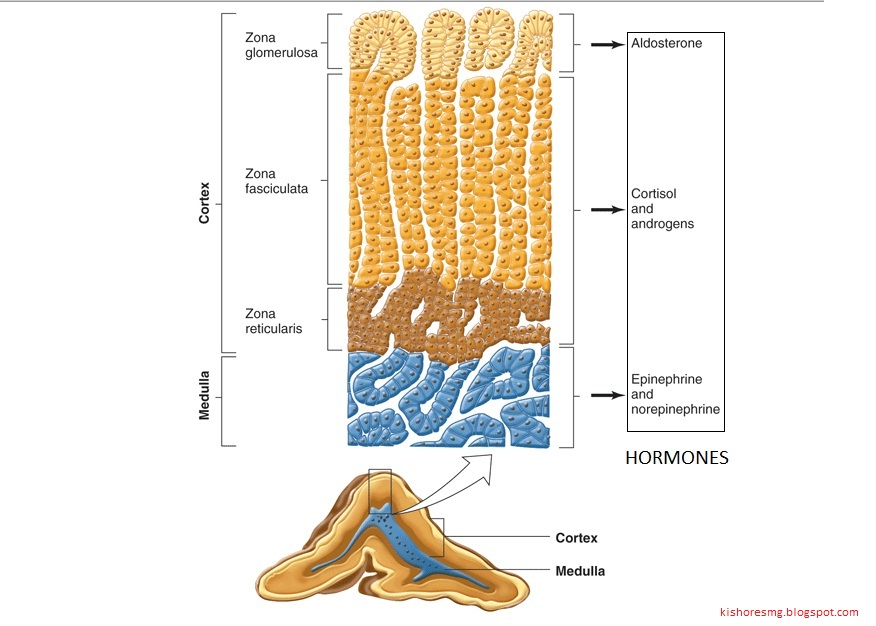 Zona
glomerulosa
Aldosterone
Zona
fasciculata
Cortex
Cortisol
and
androgens
Zona
reticularis
Medulla
Epinephrine
and
norepinephrine
HORMONES
Cortex
Medulla
kishoresmg.blogspot.com